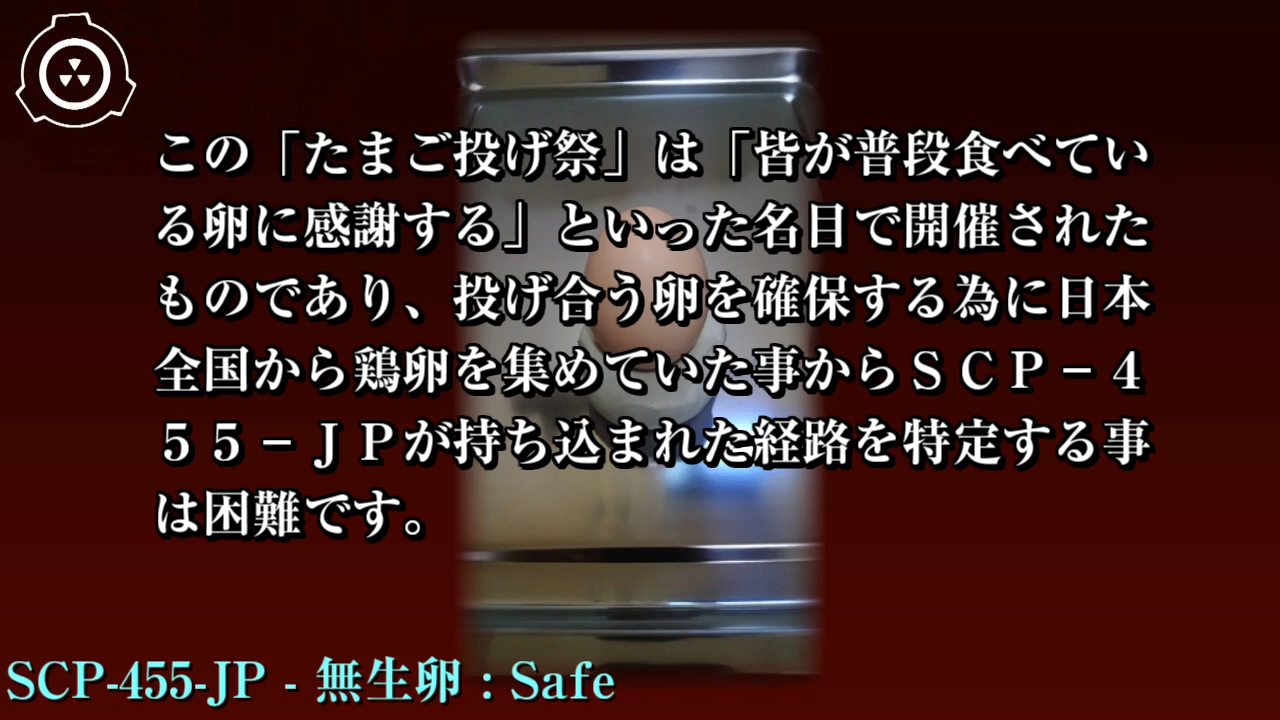 この「たまご投げ祭」は「皆が普段食べてい
る卵に感謝する」といった名目で開催された
ものであり、投げ合う卵を確保する為に日本
全国から鶏卵を集めていた事からＳＣＰ－４
５５－ＪＰが持ち込まれた経路を特定する事
は困難です。
SCP-455-JP - 無生卵 : Safe